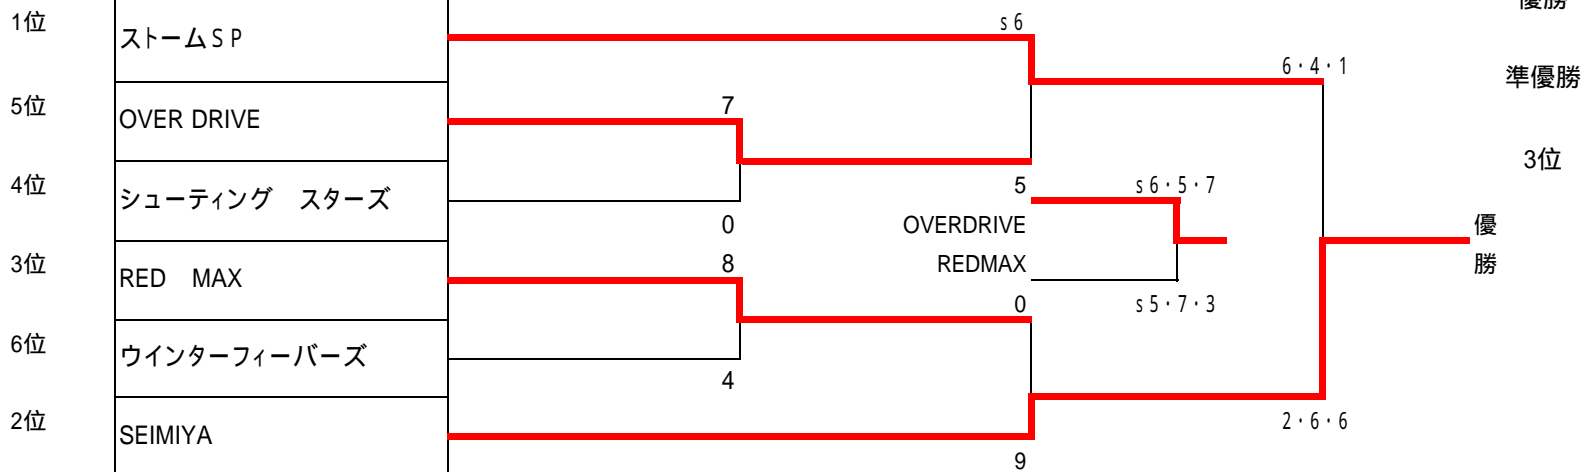 優勝
1位
ストームＳＰ
s6
6・4・1
準優勝
5位
OVER DRIVE
7
3位
4位
シューティング　スターズ
5
s6・5・7
0
OVERDRIVE
優
勝
3位
RED　MAX
8
REDMAX
0
s5・7・3
6位
ウインターフィーバーズ
4
2位
SEIMIYA
2・6・6
9